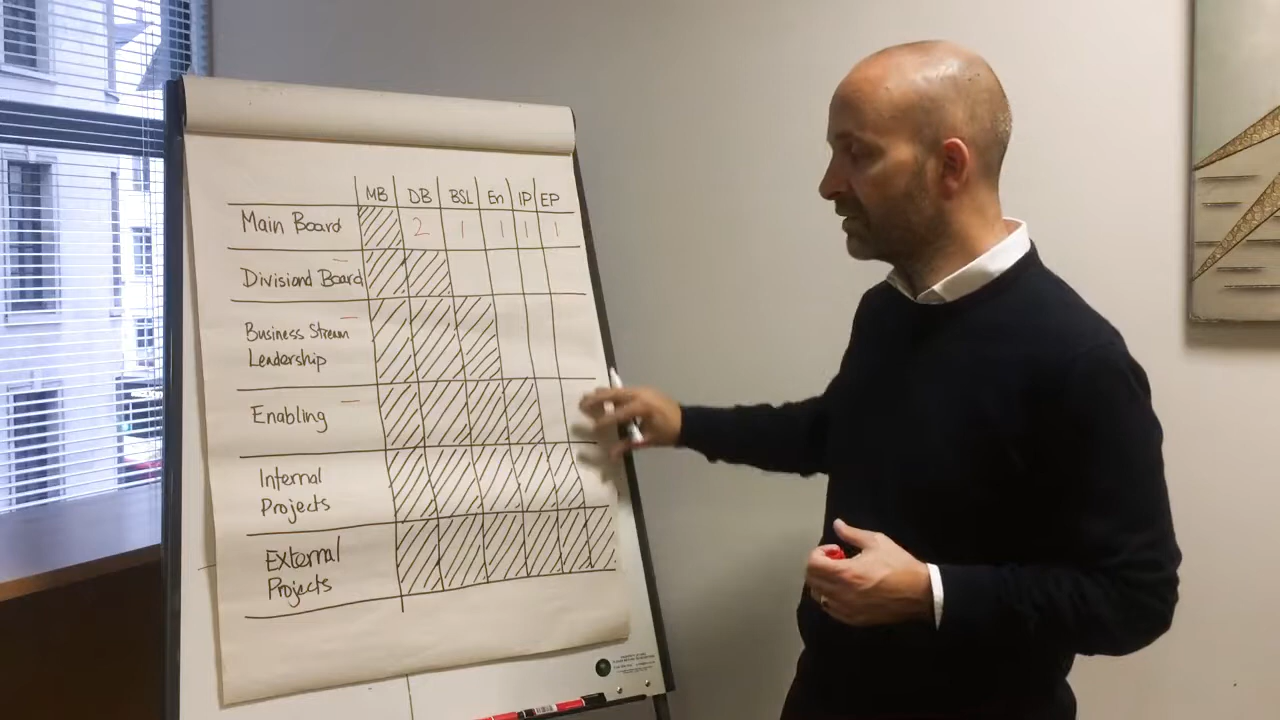 MB DB BSL En IP EP
Main Board 2 1 1 1 1
Divisional Board
Business Stream
Leadership
Enabling
Internal
Projects
External
Projects